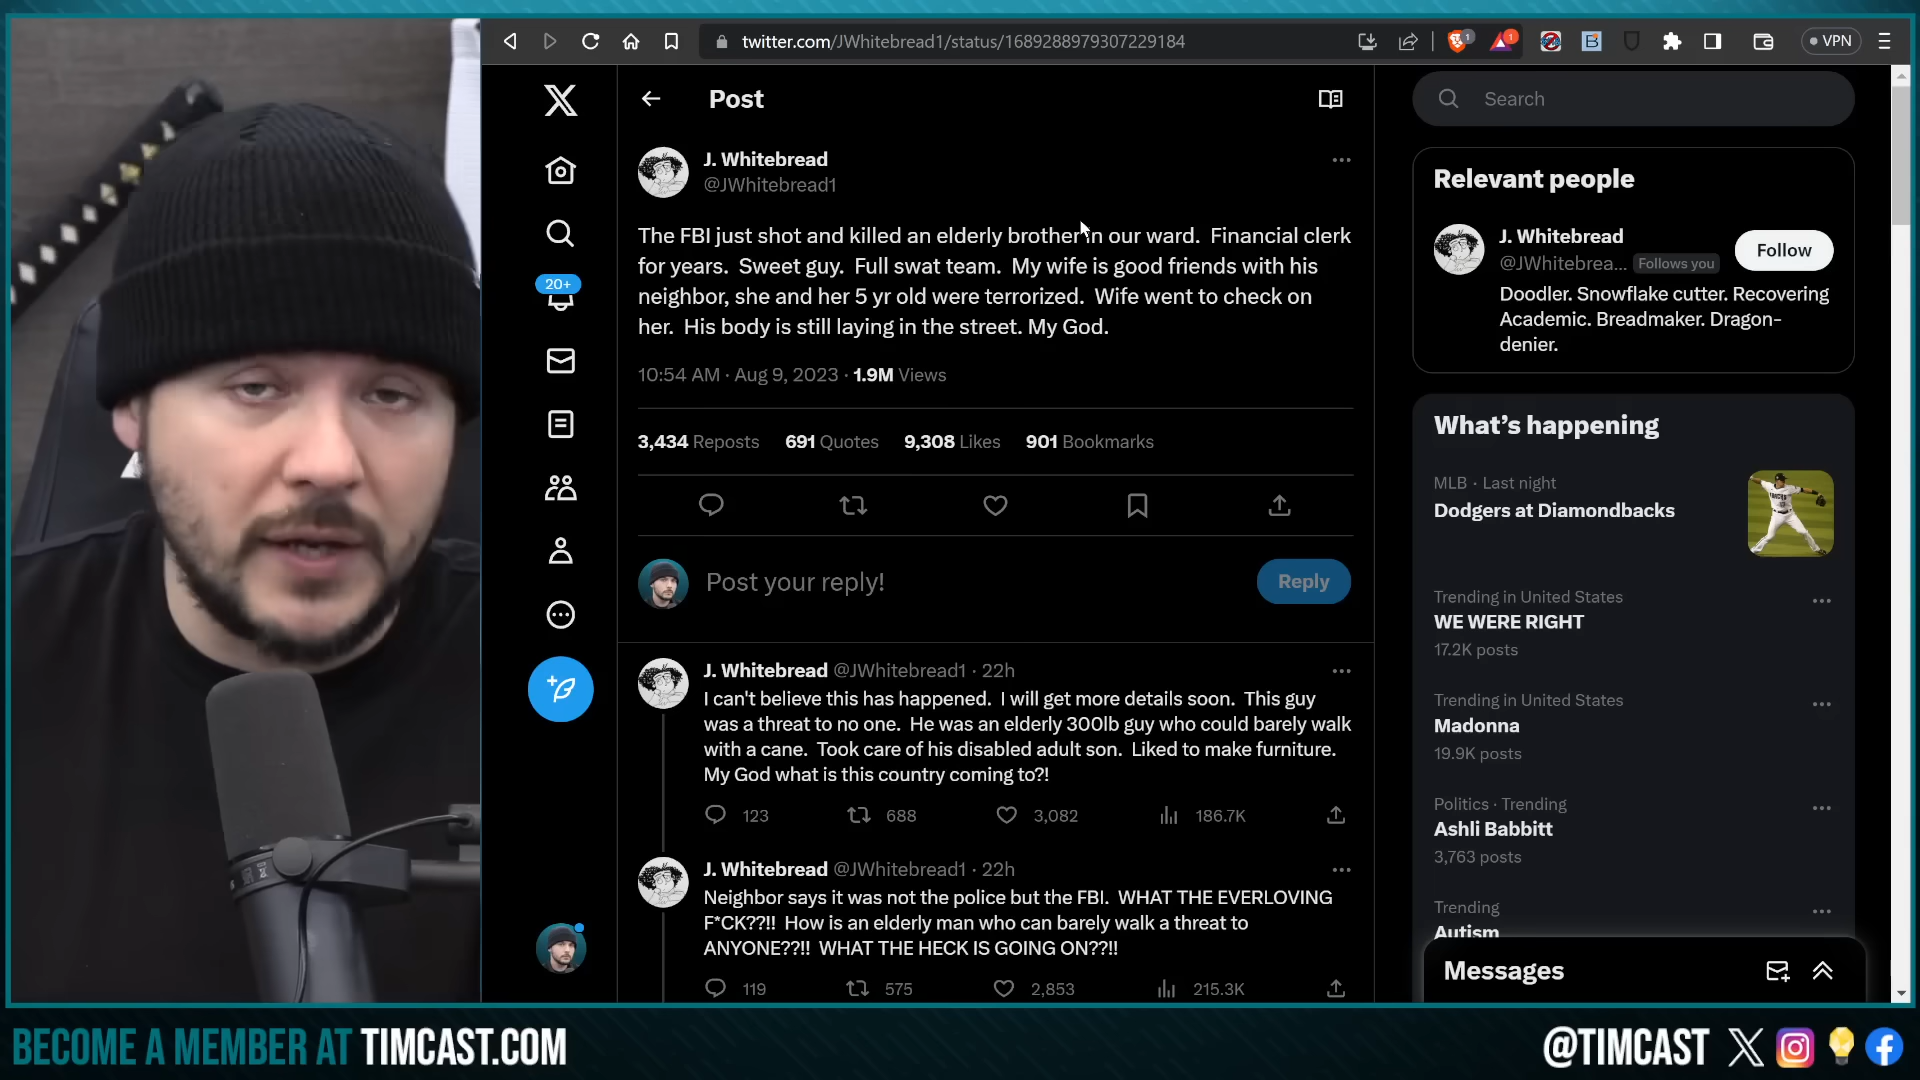 twitter.com/JWhitebread1/status/1689288979307229184
1
1
VPN
Post
Search
J. Whitebread
@JWhitebread1
The FBI just shot and killed an elderly brother in our ward. Financial clerk
for years. Sweet guy. Full swat team. My wife is good friends with his
neighbor, she and her 5 yr old were terrorized. Wife went to check on
her. His body is still laying in the street. My God.
10:54 AM · Aug 9, 2023 · 1.9M Views
3,434 Reposts 691 Quotes 9,308 Likes 901 Bookmarks
20+
Post your reply!
Reply
J. Whitebread @JWhitebread1 · 22h
I can't believe this has happened. I will get more details soon. This guy
was a threat to no one. He was an elderly 300lb guy who could barely walk
with a cane. Took care of his disabled adult son. Liked to make furniture.
My God what is this country coming to?!
123 688 3,082 186.7K
J. Whitebread @JWhitebread1 · 22h
Neighbor says it was not the police but the FBI. WHAT THE EVERLOVING
F*CK??!! How is an elderly man who can barely walk a threat to
ANYONE??!! WHAT THE HECK IS GOING ON??!!
119 575 2,853 215.3K
Relevant people
J. Whitebread
@JWhitebrea... Follows you
Follow
Doodler. Snowflake cutter. Recovering
Academic. Breadmaker. Dragon-
denier.
What's happening
MLB · Last night
Dodgers at Diamondbacks
Trending in United States
WE WERE RIGHT
17.2K posts
Trending in United States
Madonna
19.9K posts
Politics · Trending
Ashli Babbitt
3,763 posts
Trending
Autism
Messages
BECOME A MEMBER AT TIMCAST.COM
@TIMCAST